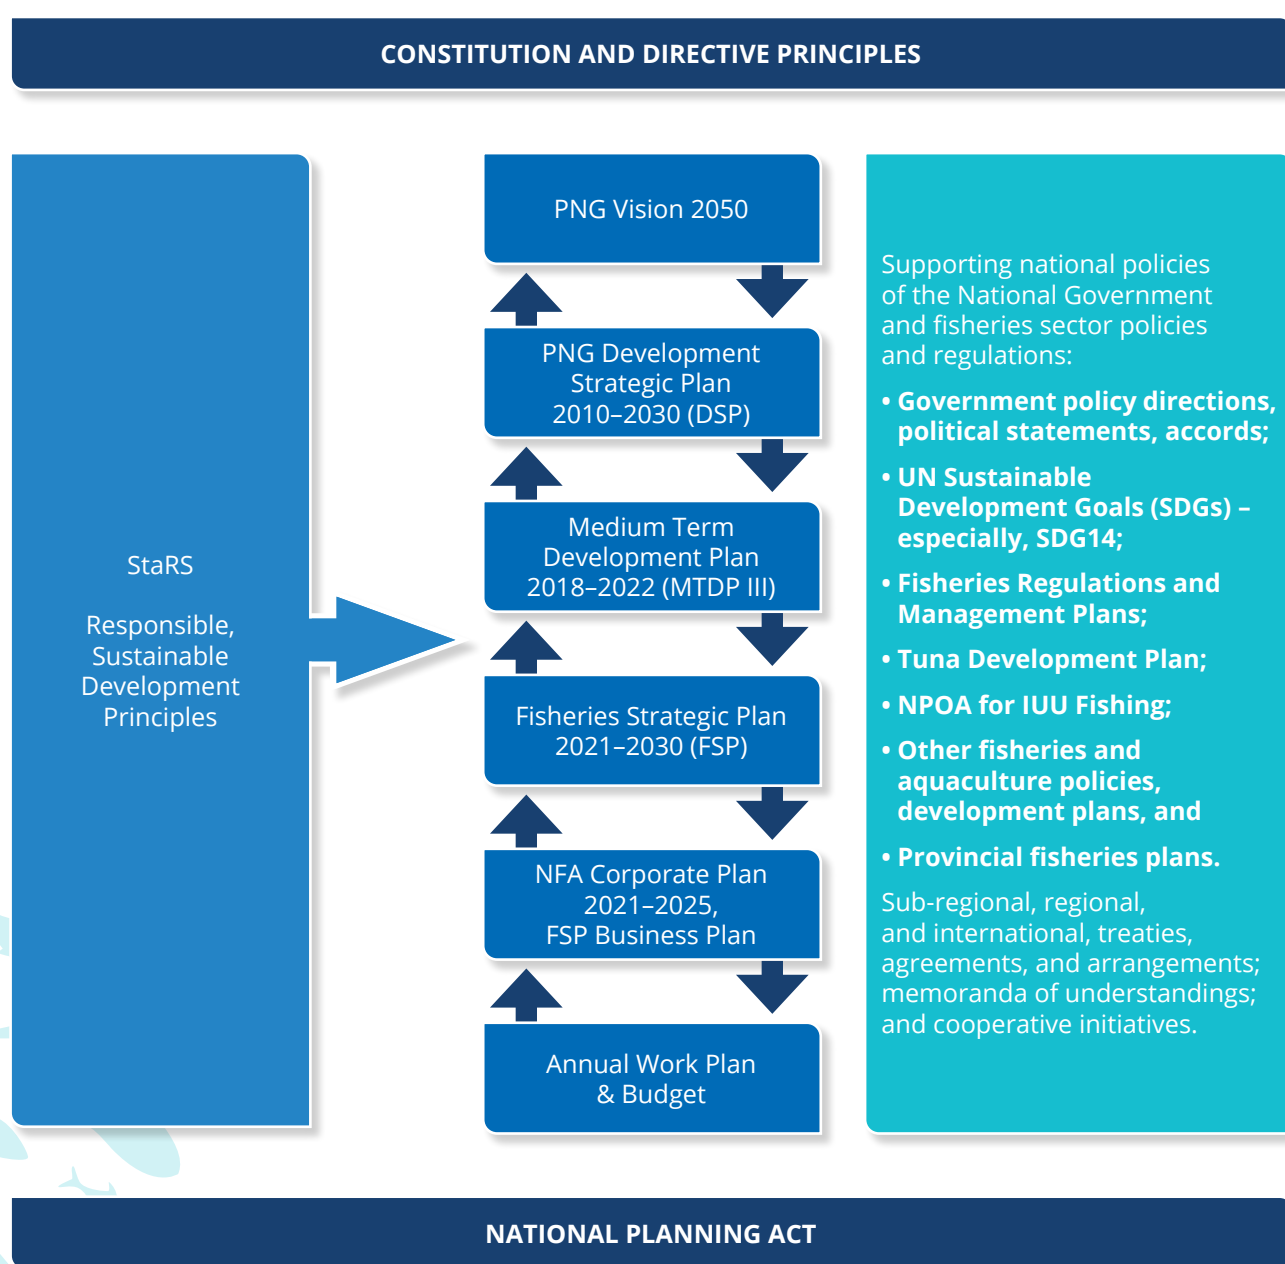 CONSTITUTION AND DIRECTIVE PRINCIPLES
StaRS
Responsible,
Sustainable
Development
Principles
PNG Vision 2050
PNG Development
Strategic Plan
2010–2030 (DSP)
Medium Term
Development Plan
2018–2022 (MTDP III)
Fisheries Strategic Plan
2021–2030 (FSP)
NFA Corporate Plan
2021–2025,
FSP Business Plan
Annual Work Plan
& Budget
Supporting national policies
of the National Government
and fisheries sector policies
and regulations:
• Government policy directions,
political statements, accords;
• UN Sustainable
Development Goals (SDGs) –
especially, SDG14;
• Fisheries Regulations and
Management Plans;
• Tuna Development Plan;
• NPOA for IUU Fishing;
• Other fisheries and
aquaculture policies,
development plans, and
• Provincial fisheries plans.
Sub-regional, regional,
and international, treaties,
agreements, and arrangements;
memoranda of understandings;
and cooperative initiatives.
NATIONAL PLANNING ACT